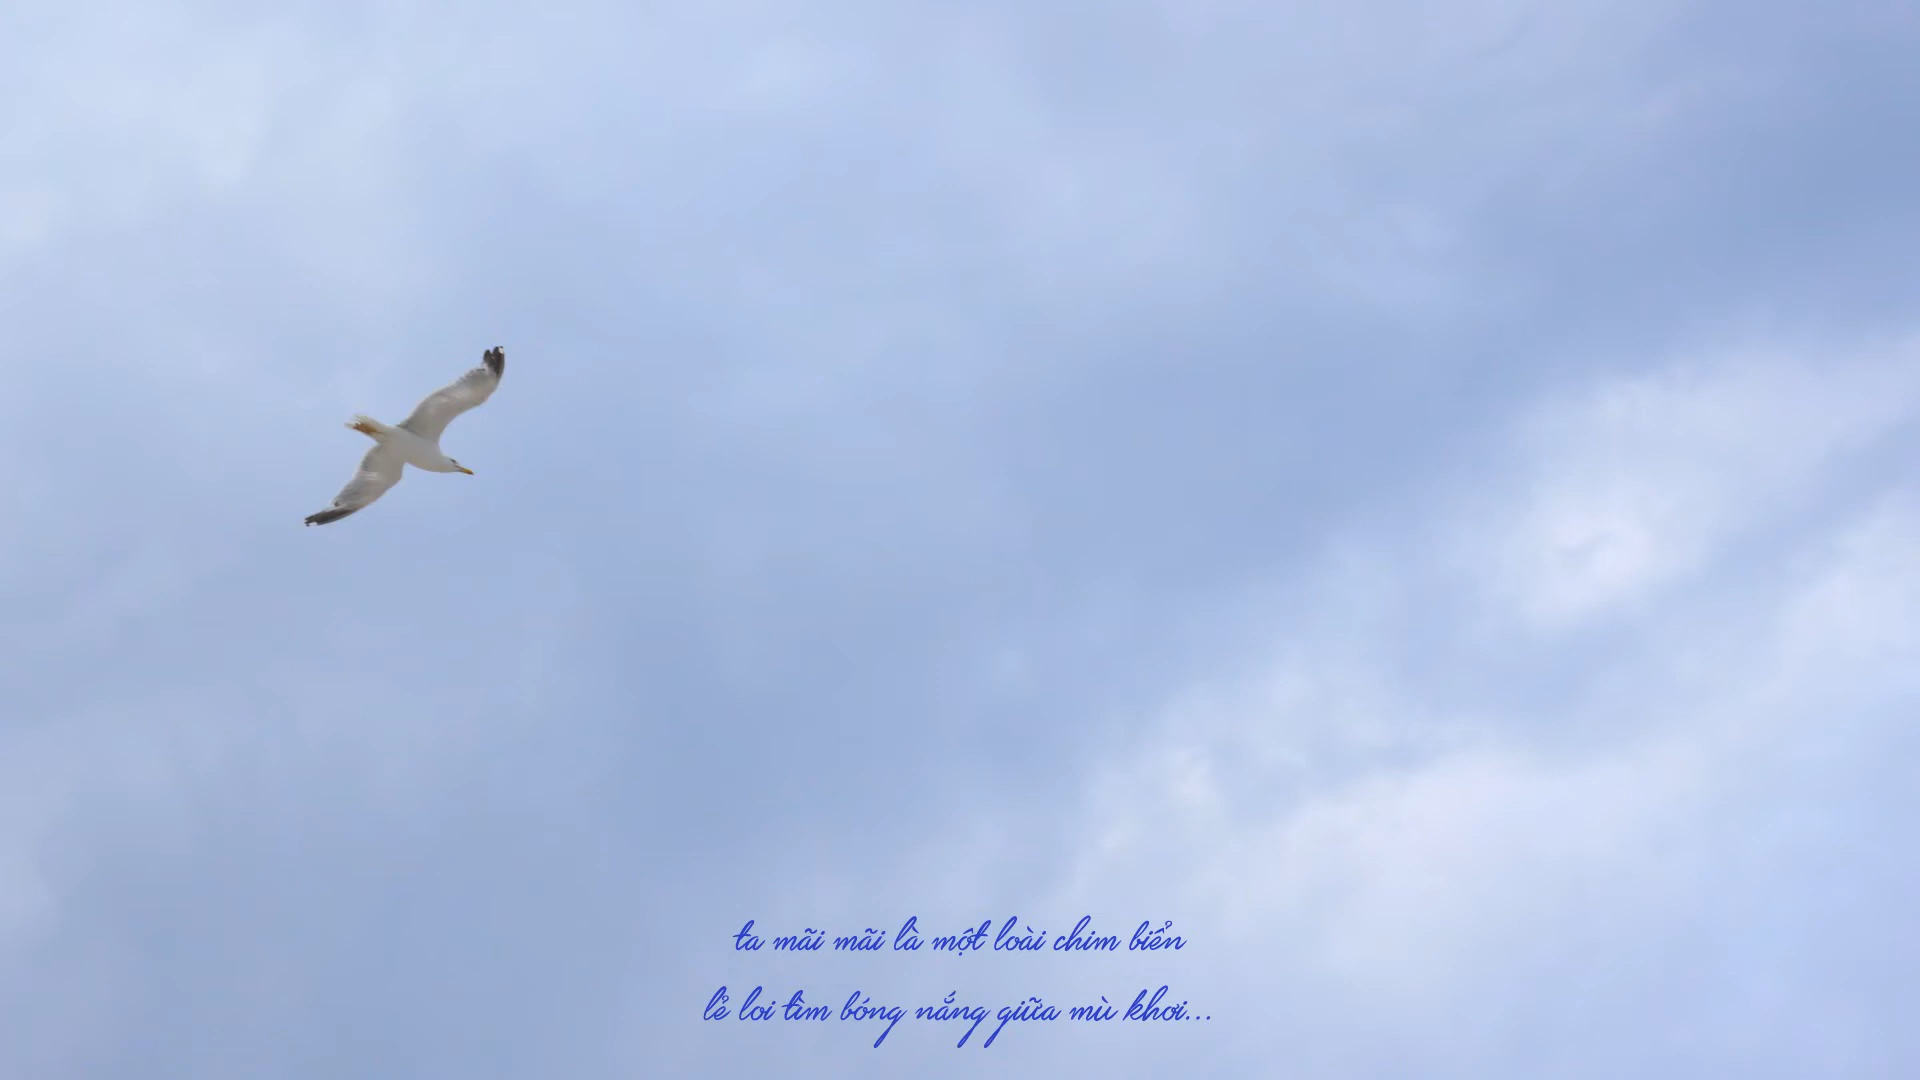 ta mãi mãi là một loài chim biển
lẻ loi tìm bóng nắng giữa mù khơi...